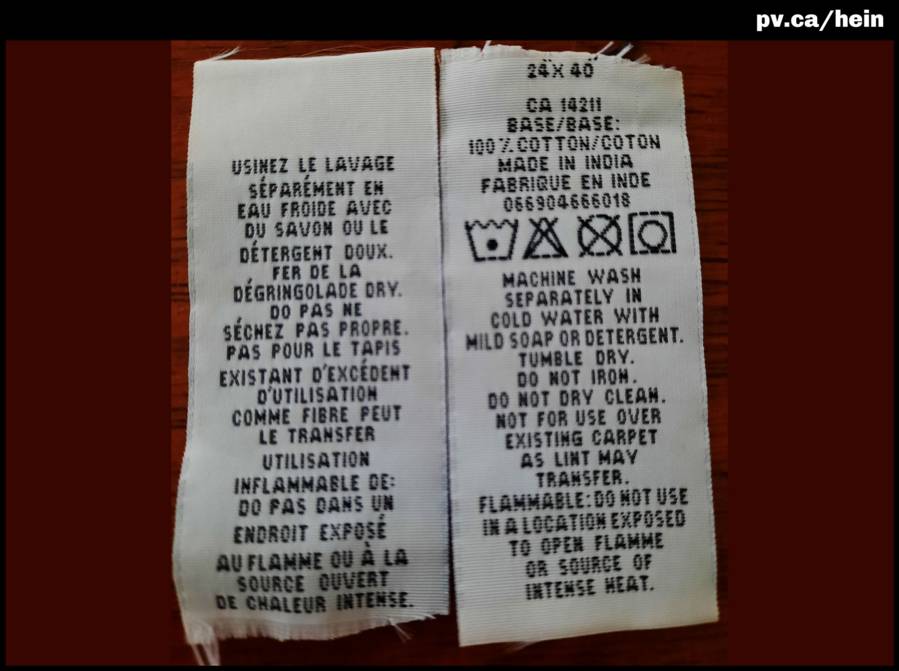 pv.ca/hein
USINEZ LE LAVAGE
SÉPARÉMENT EN
EAU FROIDE AVEC
DU SAVON OU LE
DÉTERGENT DOUX.
FER DE LA
DÉGRINGOLADE DRY.
DO PAS NE
SÉCHEZ PAS PROPRE.
PAS POUR LE TAPIS
EXISTANT D'EXCÉDENT
D'UTILISATION
COMME FIBRE PEUT
LE TRANSFER
UTILISATION
INFLAMMABLE DE:
DO PAS DANS UN
ENDROIT EXPOSÉ
AU FLAMME OU À LA
SOURCE OUVERT
DE CHALEUR INTENSE.
24"X 40"
CA 14211
BASE/BASE:
100%COTTON/COTON
MADE IN INDIA
FABRIQUE EN INDE
066904666018
MACHINE WASH
SEPARATELY IN
COLD WATER WITH
MILD SOAP OR DETERGENT.
TUMBLE DRY.
DO NOT IRON.
DO NOT DRY CLEAN.
NOT FOR USE OVER
EXISTING CARPET
AS LINT MAY
TRANSFER.
FLAMMABLE:DO NOT USE
IN A LOCATION EXPOSED
TO OPEN FLAMME
OR SOURCE OF
INTENSE HEAT.